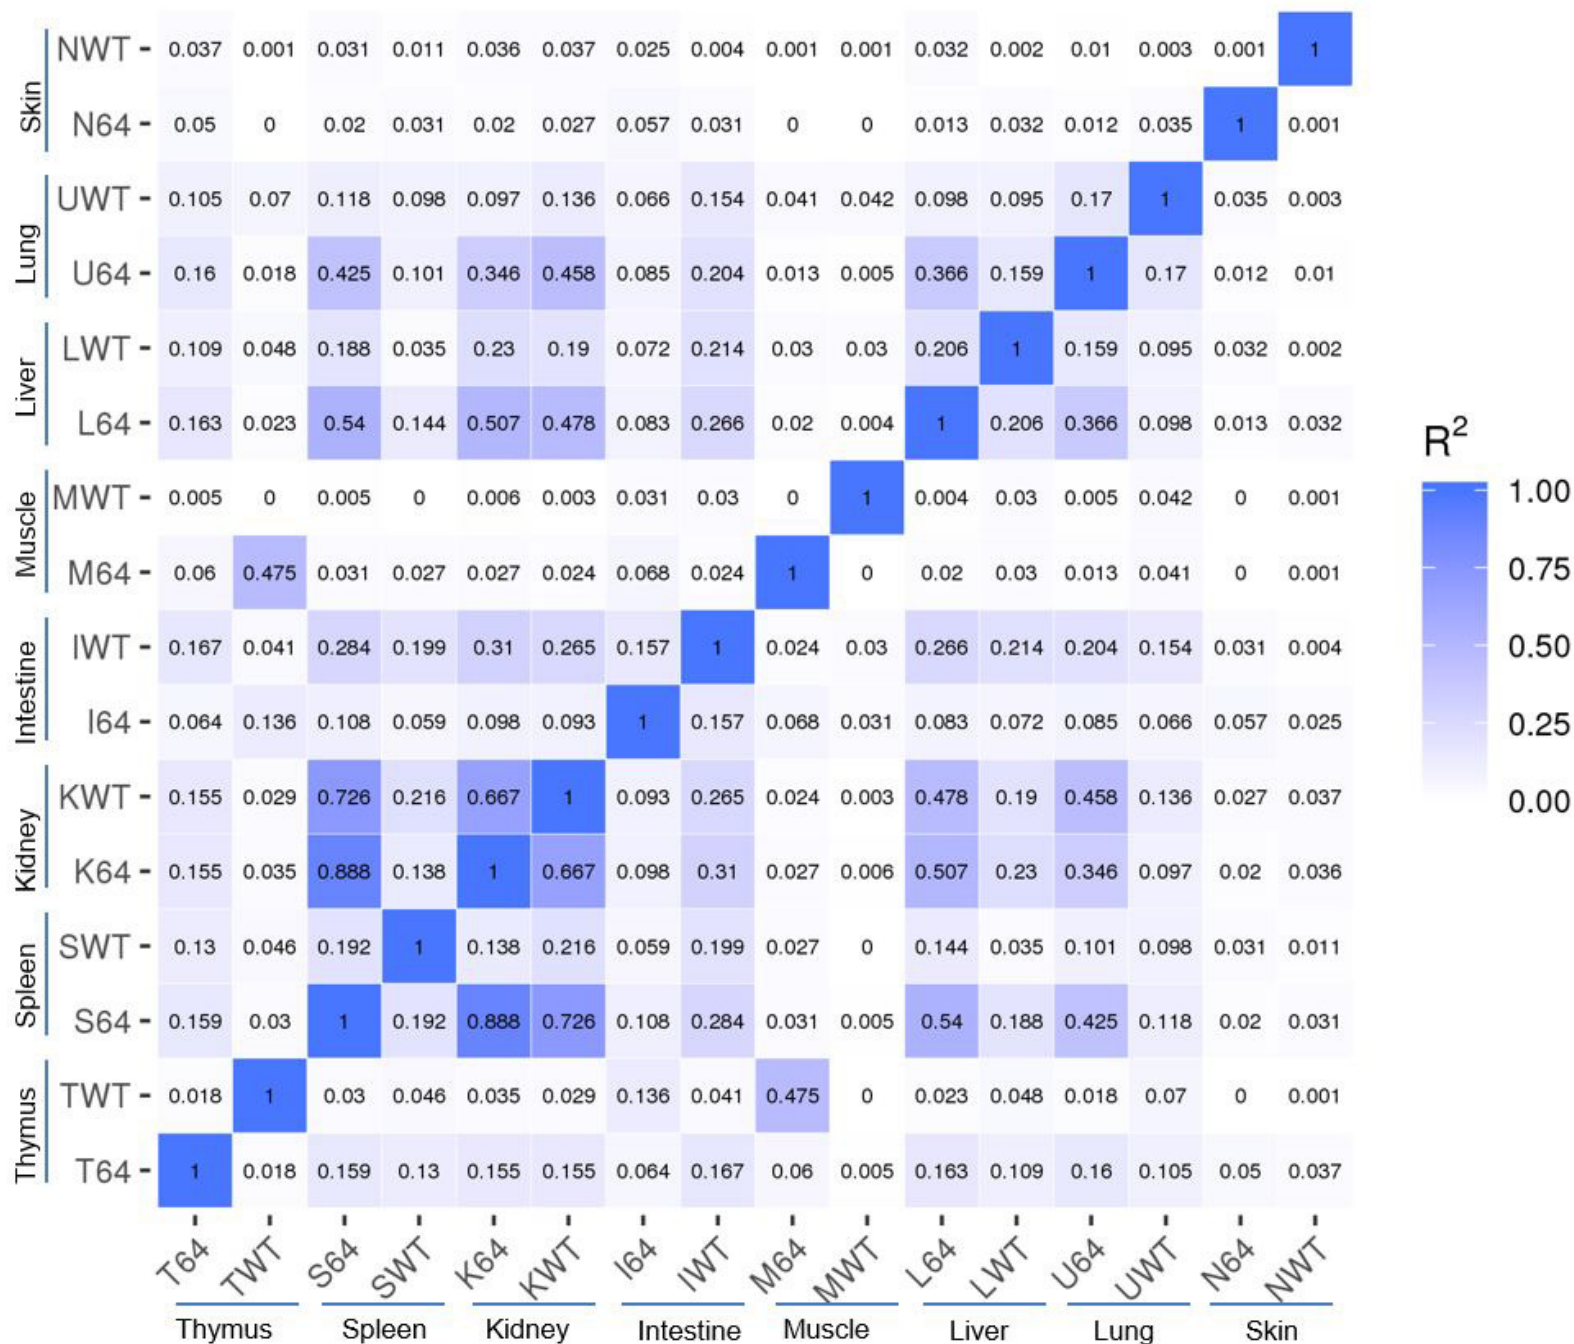 Skin
NWT 0.037 0.001 0.031 0.011 0.036 0.037 0.025 0.004 0.001 0.001 0.032 0.002 0.01 0.003 0.001 1
N64 0.05 0 0.02 0.031 0.02 0.027 0.057 0.031 0 0 0.013 0.032 0.012 0.035 1 0.001
Lung
UWT 0.105 0.07 0.118 0.098 0.097 0.136 0.066 0.154 0.041 0.042 0.098 0.095 0.17 1 0.035 0.003
U64 0.16 0.018 0.425 0.101 0.346 0.458 0.085 0.204 0.013 0.005 0.366 0.159 1 0.17 0.012 0.01
Liver
LWT 0.109 0.048 0.188 0.035 0.23 0.19 0.072 0.214 0.03 0.03 0.206 1 0.159 0.095 0.032 0.002
L64 0.163 0.023 0.54 0.144 0.507 0.478 0.083 0.266 0.02 0.004 1 0.206 0.366 0.098 0.013 0.032
Muscle
MWT 0.005 0 0.005 0 0.006 0.003 0.031 0.03 0 1 0.004 0.03 0.005 0.042 0 0.001
M64 0.06 0.475 0.031 0.027 0.027 0.024 0.068 0.024 1 0 0.02 0.03 0.013 0.041 0 0.001
Intestine
IWT 0.167 0.041 0.284 0.199 0.31 0.265 0.157 1 0.024 0.03 0.266 0.214 0.204 0.154 0.031 0.004
I64 0.064 0.136 0.108 0.059 0.098 0.093 1 0.157 0.068 0.031 0.083 0.072 0.085 0.066 0.057 0.025
Kidney
KWT 0.155 0.029 0.726 0.216 0.667 1 0.093 0.265 0.024 0.003 0.478 0.19 0.458 0.136 0.027 0.037
K64 0.155 0.035 0.888 0.138 1 0.667 0.098 0.31 0.027 0.006 0.507 0.23 0.346 0.097 0.02 0.036
Spleen
SWT 0.13 0.046 0.192 1 0.138 0.216 0.059 0.199 0.027 0 0.144 0.035 0.101 0.098 0.031 0.011
S64 0.159 0.03 1 0.192 0.888 0.726 0.108 0.284 0.031 0.005 0.54 0.188 0.425 0.118 0.02 0.031
Thymus
TWT 0.018 1 0.03 0.046 0.035 0.029 0.136 0.041 0.475 0 0.023 0.048 0.018 0.07 0 0.001
T64 1 0.018 0.159 0.13 0.155 0.155 0.064 0.167 0.06 0.005 0.163 0.109 0.16 0.105 0.05 0.037
T64 TWT S64 SWT K64 KWT I64 IWT M64 MWT L64 LWT U64 UWT N64 NWT
Thymus Spleen Kidney Intestine Muscle Liver Lung Skin
R²
1.00
0.75
0.50
0.25
0.00